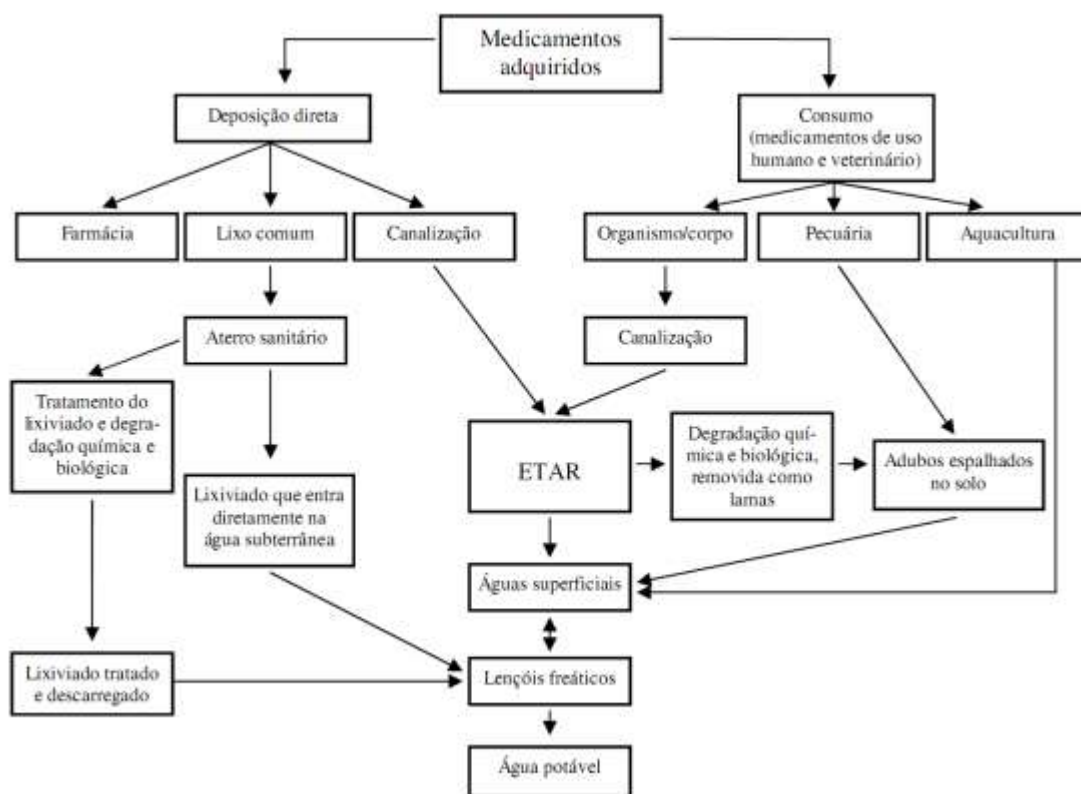 Medicamentos
adquiridos
Deposição direta
Consumo
(medicamentos de uso
humano e veterinário)
Farmácia
Lixo comum
Canalização
Organismo/corpo
Pecuária
Aquacultura
Aterro sanitário
Canalização
Tratamento do
lixiviado e degra-
dação química e
biológica
Lixiviado que entra
diretamente na
água subterrânea
ETAR
Degradação quí-
mica e biológica,
removida como
lamas
Adubos espalhados
no solo
Águas superficiais
Lixiviado tratado
e descarregado
Lençóis freáticos
Água potável